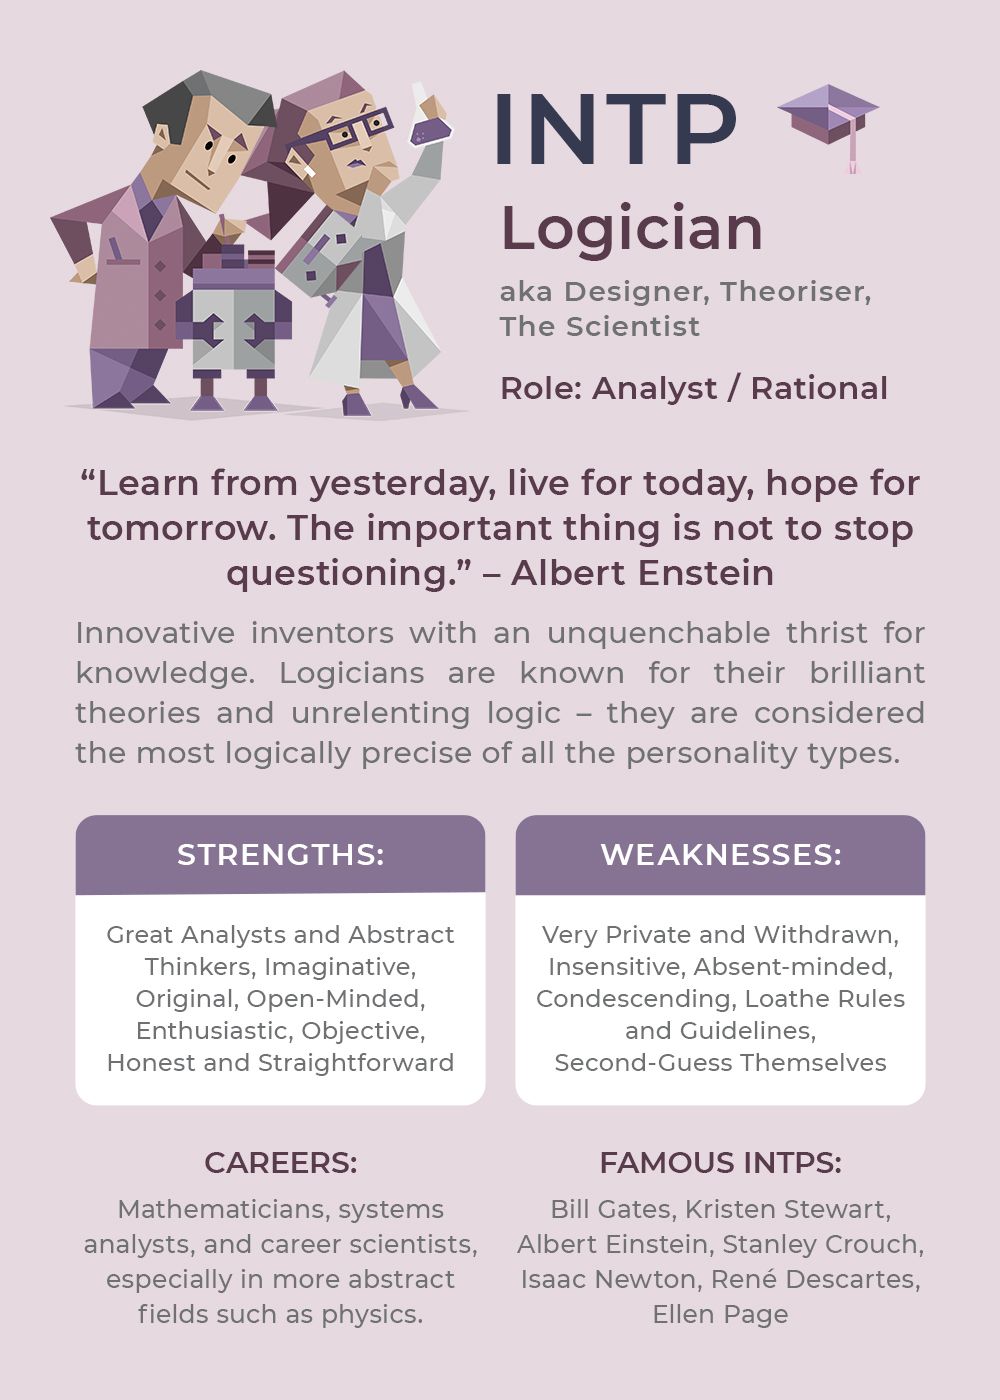 INTP
Logician
aka Designer, Theoriser,
The Scientist
Role: Analyst / Rational
“Learn from yesterday, live for today, hope for
tomorrow. The important thing is not to stop
questioning.” – Albert Enstein
Innovative inventors with an unquenchable thrist for
knowledge. Logicians are known for their brilliant
theories and unrelenting logic – they are considered
the most logically precise of all the personality types.
STRENGTHS:
Great Analysts and Abstract
Thinkers, Imaginative,
Original, Open-Minded,
Enthusiastic, Objective,
Honest and Straightforward
WEAKNESSES:
Very Private and Withdrawn,
Insensitive, Absent-minded,
Condescending, Loathe Rules
and Guidelines,
Second-Guess Themselves
CAREERS:
Mathematicians, systems
analysts, and career scientists,
especially in more abstract
fields such as physics.
FAMOUS INTPS:
Bill Gates, Kristen Stewart,
Albert Einstein, Stanley Crouch,
Isaac Newton, René Descartes,
Ellen Page